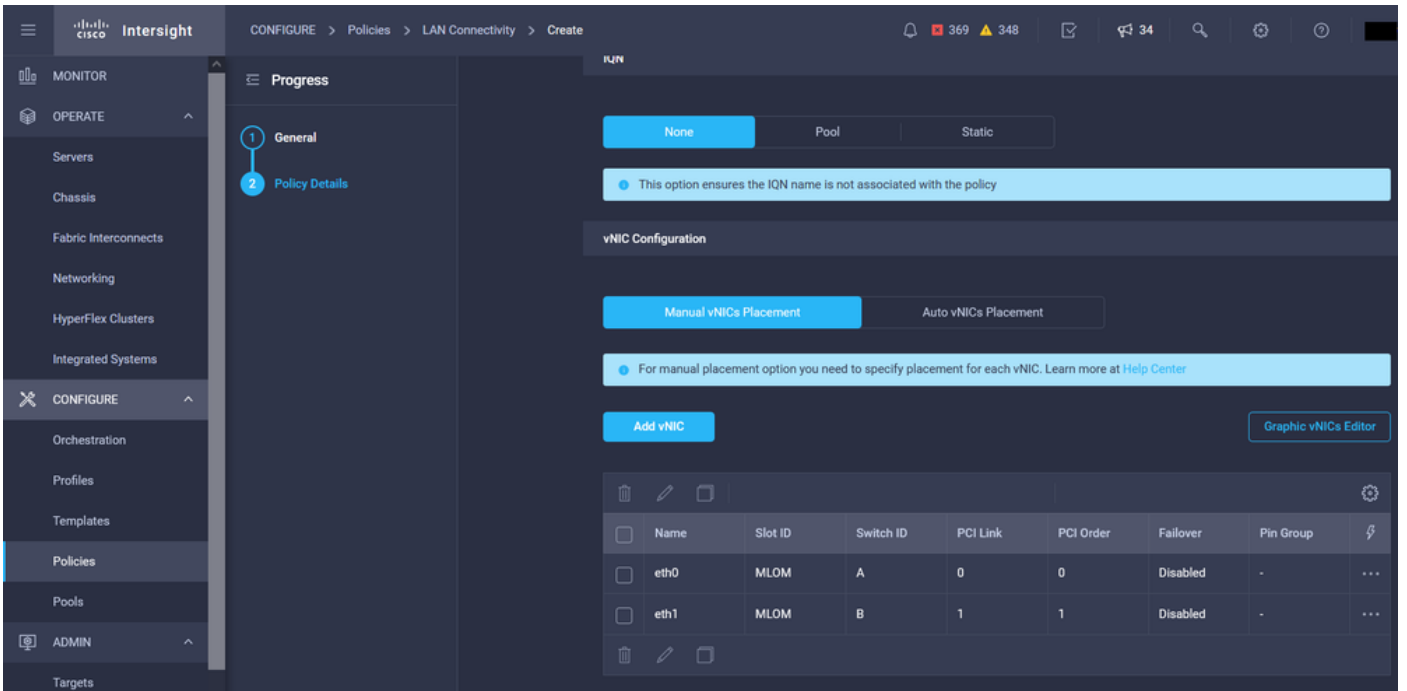 cisco Intersight
CONFIGURE > Policies > LAN Connectivity > Create
369 348 34
MONITOR
OPERATE
Servers
Chassis
Fabric Interconnects
Networking
HyperFlex Clusters
Integrated Systems
CONFIGURE
Orchestration
Profiles
Templates
Policies
Pools
ADMIN
Targets
Progress
1 General
2 Policy Details
IQN
None Pool Static
This option ensures the IQN name is not associated with the policy
vNIC Configuration
Manual vNICs Placement Auto vNICs Placement
For manual placement option you need to specify placement for each vNIC. Learn more at Help Center
Add vNIC Graphic vNICs Editor
Name Slot ID Switch ID PCI Link PCI Order Failover Pin Group
eth0 MLOM A 0 0 Disabled -
eth1 MLOM B 1 1 Disabled -